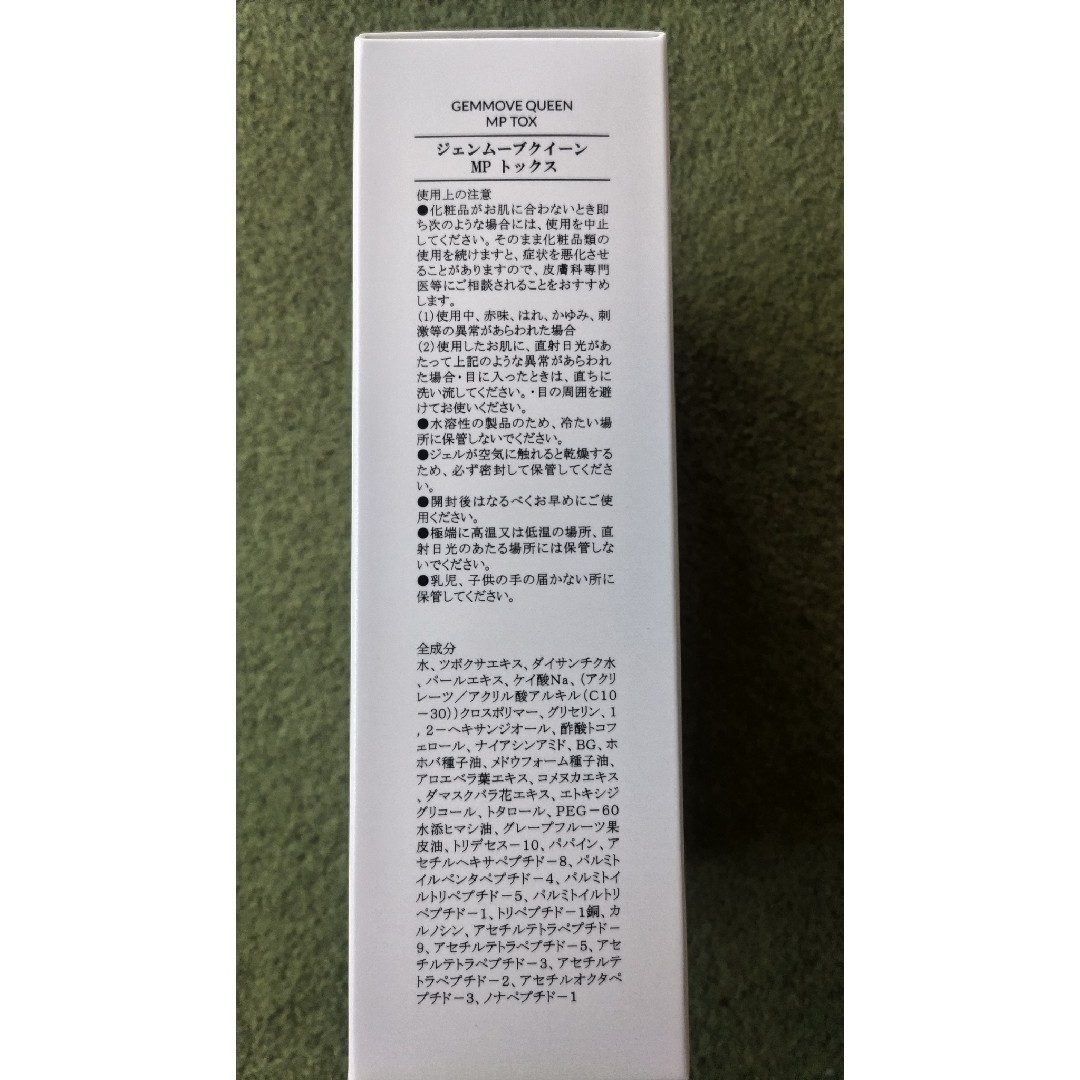 GEMMOVE QUEEN
MP TOX
ジェンムーブクイーン
MP トックス
使用上の注意
●化粧品がお肌に合わないとき即
ち次のような場合には、使用を中止
してください。そのまま化粧品類の
使用を続けますと、症状を悪化させ
ることがありますので、皮膚科専門
医等にご相談されることをおすすめ
します。
(1)使用中、赤味、はれ、かゆみ、刺
激等の異常があらわれた場合
(2)使用したお肌に、直射日光があ
たって上記のような異常があらわれ
た場合・目に入ったときは、直ちに
洗い流してください。・目の周囲を避
けてお使いください。
●水溶性の製品のため、冷たい場
所に保管しないでください。
●ジェルが空気に触れると乾燥する
ため、必ず密封して保管してくださ
い。
●開封後はなるべくお早めにご使
用ください。
●極端に高温又は低温の場所、直
射日光のあたる場所には保管しな
いでください。
●乳児、子供の手の届かない所に
保管してください。
全成分
水、ツボクサエキス、ダイサンチク水
、パールエキス、ケイ酸Na、(アクリ
レーツ/アクリル酸アルキル(C10
-30))クロスポリマー、グリセリン、1
,2-ヘキサンジオール、酢酸トコフ
ェロール、ナイアシンアミド、BG、ホ
ホバ種子油、メドウフォーム種子油、
アロエベラ葉エキス、コメヌカエキス
、ダマスクバラ花エキス、エトキシジ
グリコール、トタロール、PEG-60
水添ヒマシ油、グレープフルーツ果
皮油、トリデセス-10、パパイン、ア
セチルヘキサペプチド-8、パルミト
イルペンタペプチド-4、パルミトイ
ルトリペプチド-5、パルミトイルトリ
ペプチド-1、トリペプチド-1銅、カ
ルノシン、アセチルテトラペプチド-
9、アセチルテトラペプチド-5、アセ
チルテトラペプチド-3、アセチルテ
トラペプチド-2、アセチルオクタペ
プチド-3、ノナペプチド-1